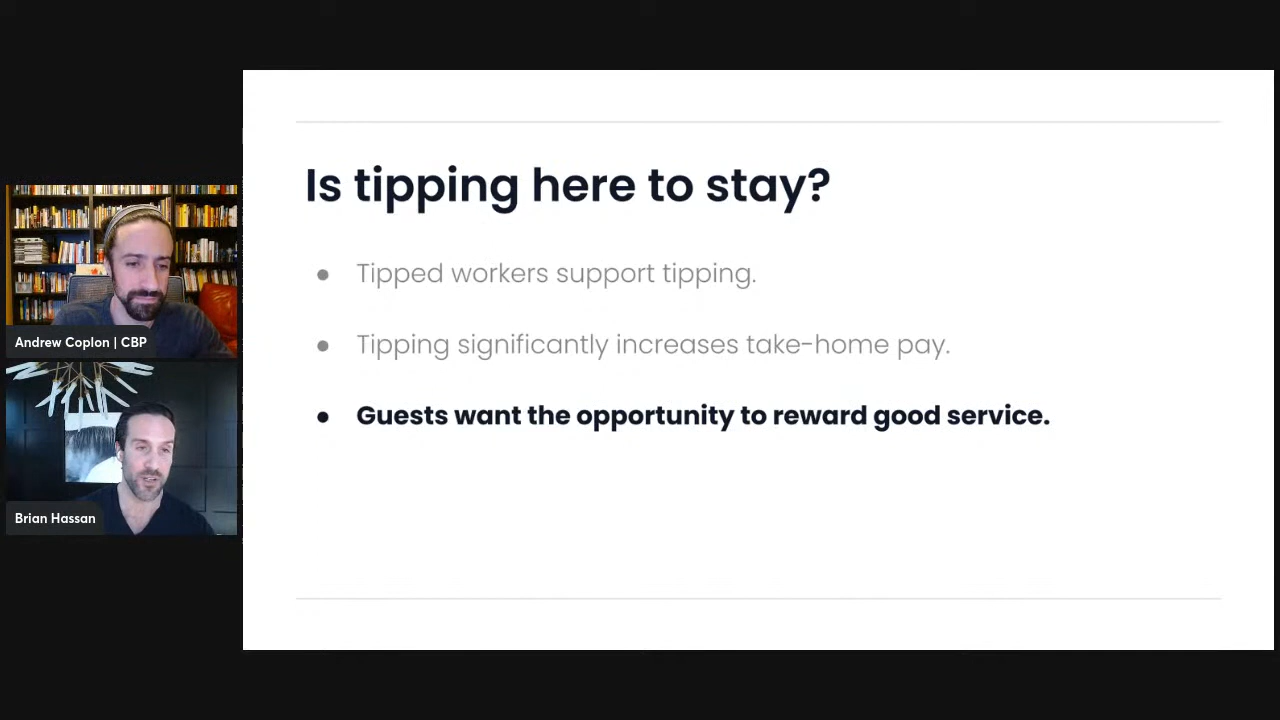 Is tipping here to stay?
● Tipped workers support tipping.
● Tipping significantly increases take-home pay.
● Guests want the opportunity to reward good service.
Andrew Coplon | CBP
Brian Hassan